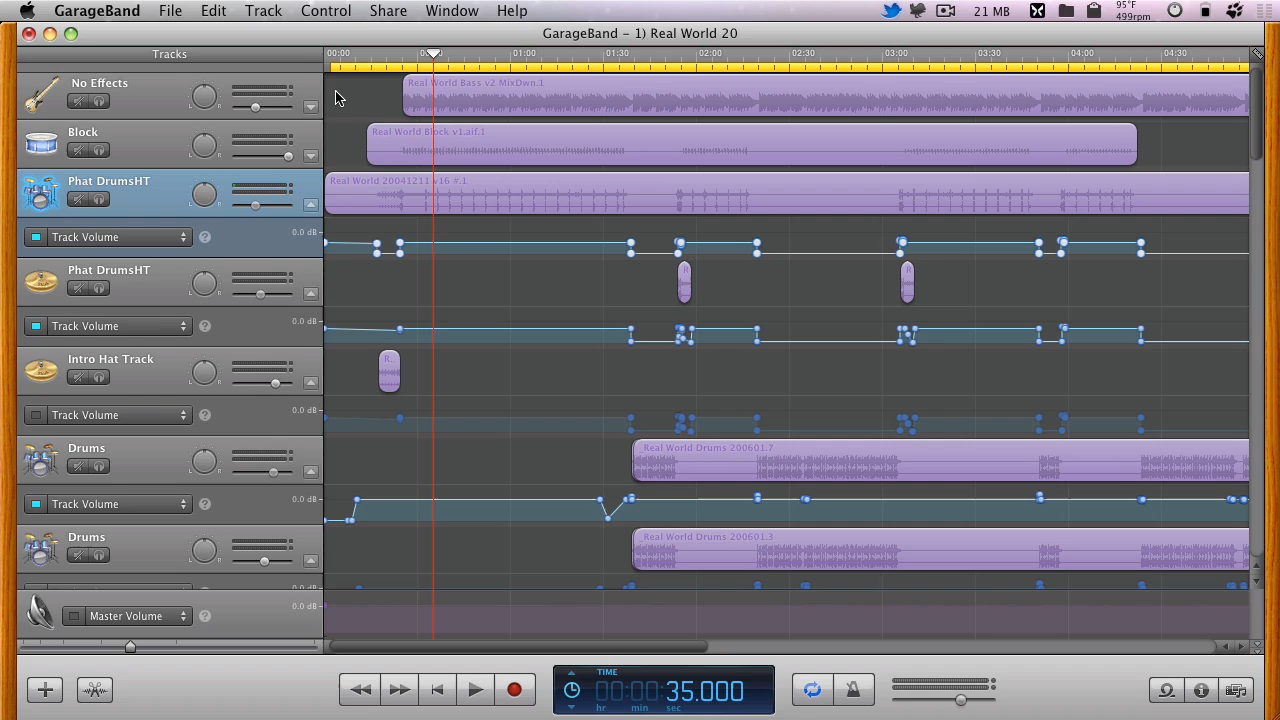 GarageBand File Edit Track Control Share Window Help 21 MB 95°F 499rpm
GarageBand – 1) Real World 20
Tracks 00:00 01:00 01:30 02:00 02:30 03:00 03:30 04:00 04:30
No Effects
Real World Bass v2 MixDwn.1
L R
Block
Real World Block v1.aif.1
L R
Phat DrumsHT
Real World 20041211 v16 #.1
L R
Track Volume ? 0.0 dB
Phat DrumsHT
R
R
L R
Track Volume ? 0.0 dB
Intro Hat Track
R..
L R
Track Volume ? 0.0 dB
Drums
Real World Drums 200601.7
L R
Track Volume ? 0.0 dB
Drums
Real World Drums 200601.3
L R
0.0 dB
Master Volume ? 0.0 dB
TIME
00:00:35.000
hr min sec